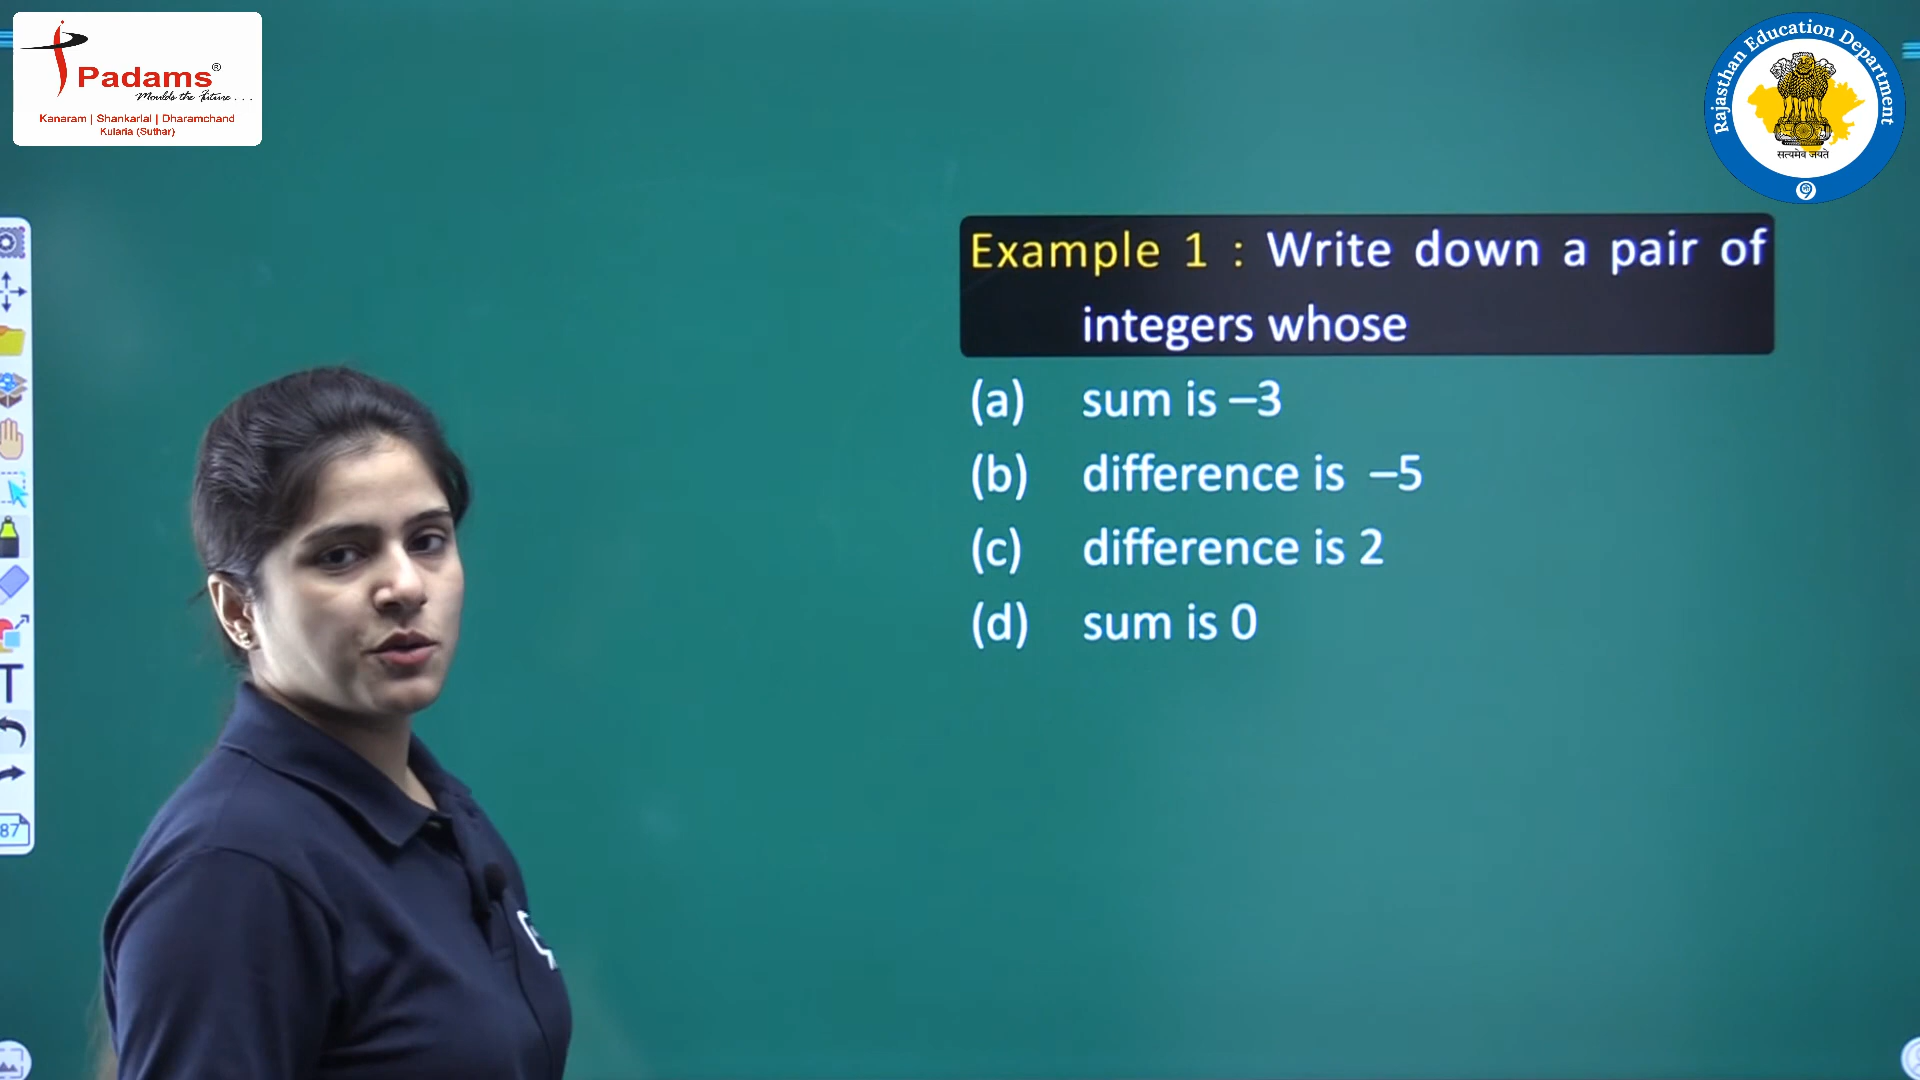 Padams®
Moulds the Future . . .
Kanaram | Shankarlal | Dharamchand
Kularia (Suthar)
Rajasthan Education Department
सत्यमेव जयते
Example 1 : Write down a pair of
integers whose
(a) sum is –3
(b) difference is –5
(c) difference is 2
(d) sum is 0
T
87